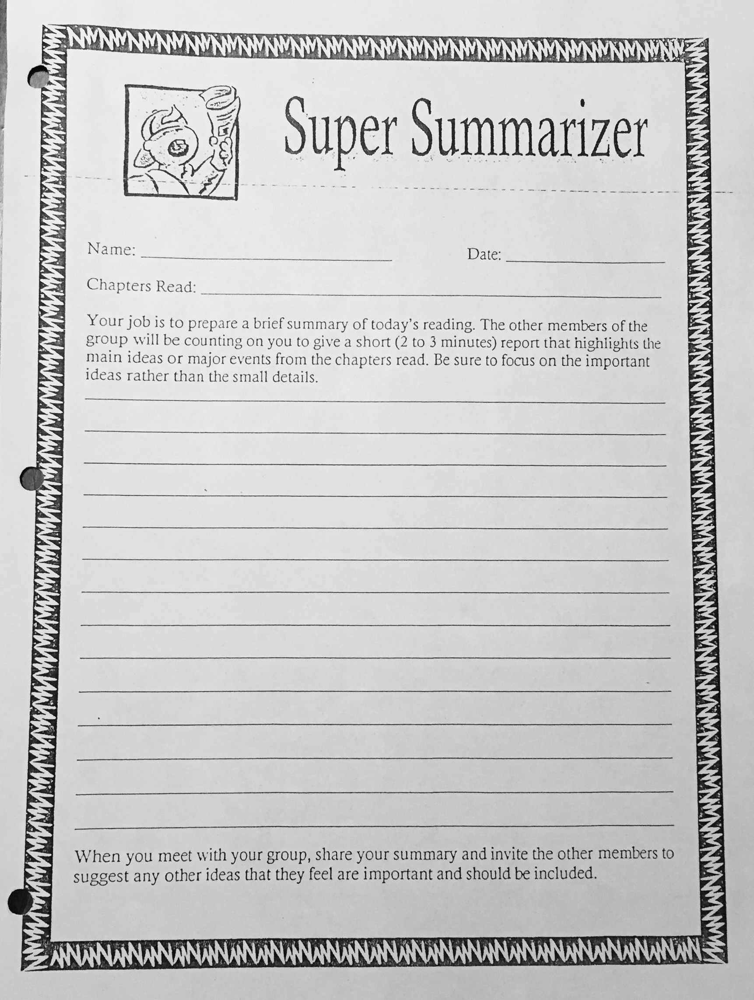 Super Summarizer
Name:
Date:
Chapters Read:
Your job is to prepare a brief summary of today's reading. The other members of the
group will be counting on you to give a short (2 to 3 minutes) report that highlights the
main ideas or major events from the chapters read. Be sure to focus on the important
ideas rather than the small details.
When you meet with your group, share your summary and invite the other members to
suggest any other ideas that they feel are important and should be included.